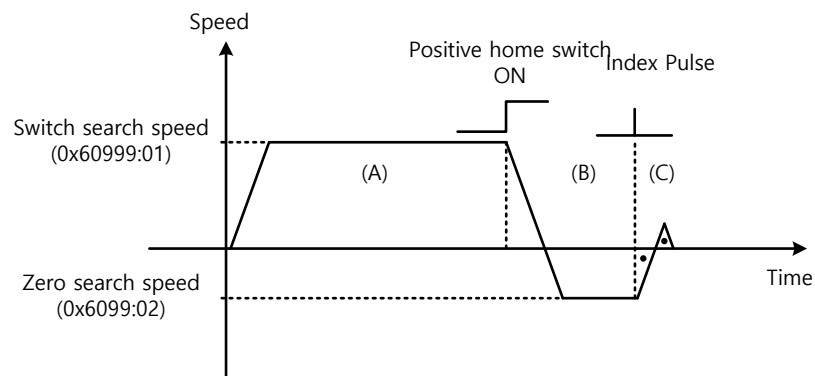 Speed
Positive home switch
ON
Index Pulse
Switch search speed
(0x60999:01)
(A)
(B)
(C)
Zero search speed
(0x6099:02)
Time